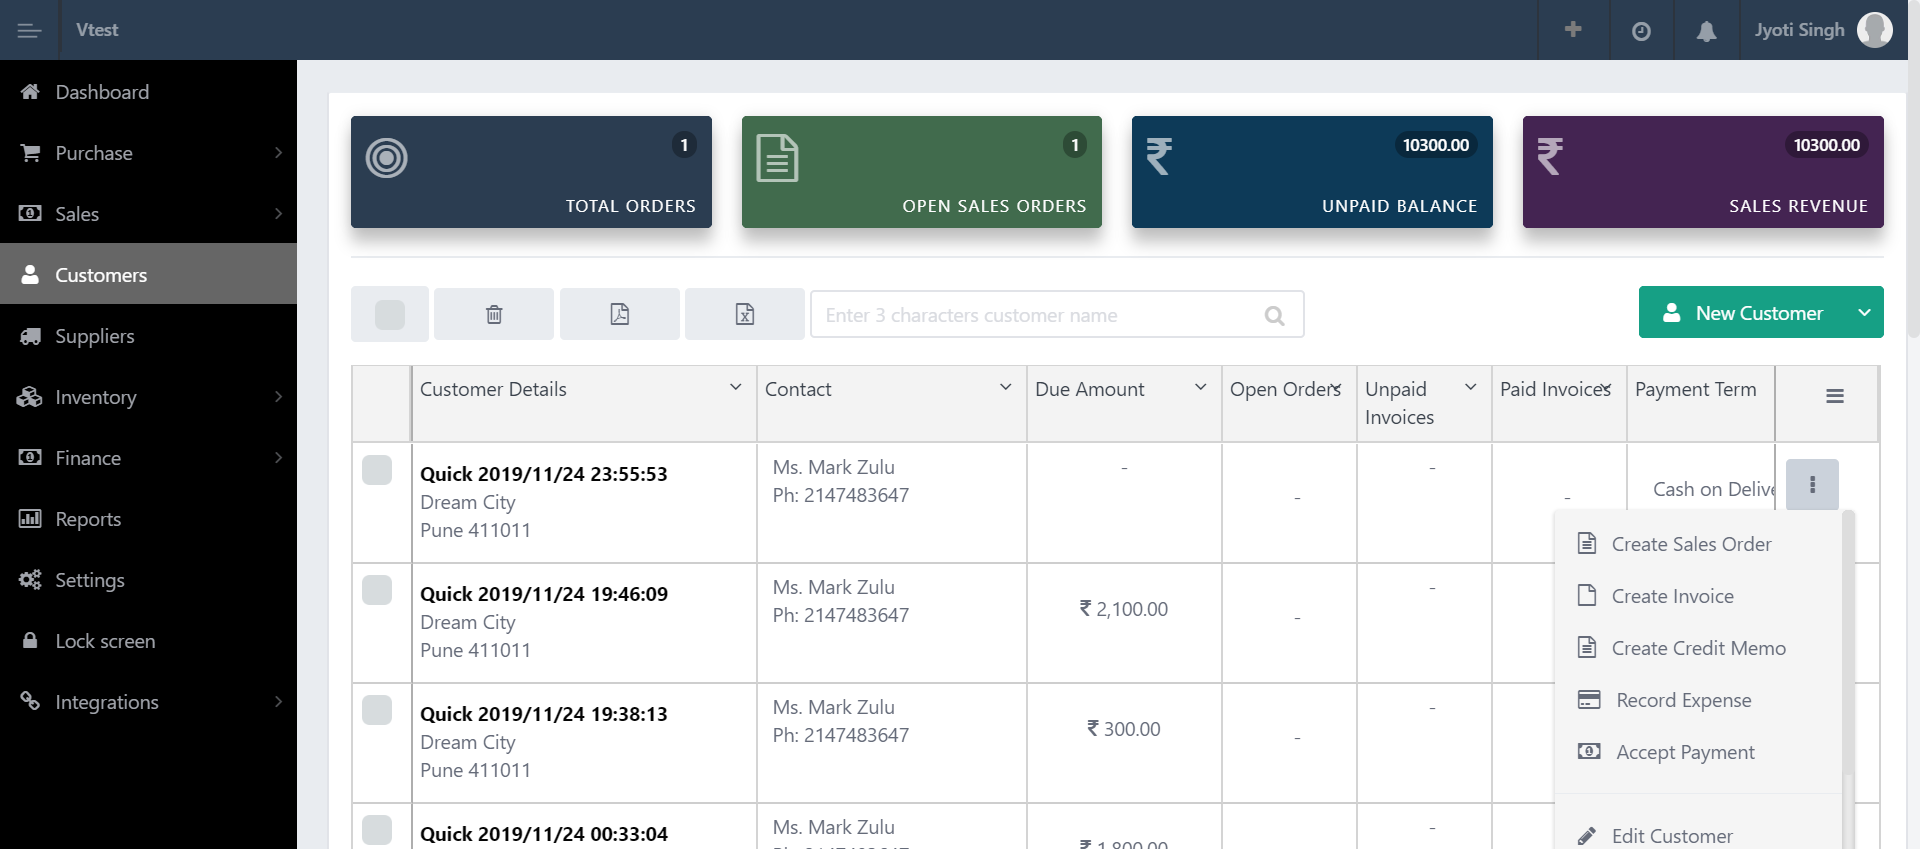 Vtest
Jyoti Singh
Dashboard
Purchase
Sales
Customers
Suppliers
Inventory
Finance
Reports
Settings
Lock screen
Integrations
1
TOTAL ORDERS
1
OPEN SALES ORDERS
₹
10300.00
UNPAID BALANCE
₹
10300.00
SALES REVENUE
Enter 3 characters customer name
New Customer
Customer Details
Contact
Due Amount
Open Orders
Unpaid
Invoices
Paid Invoices
Payment Term
Quick 2019/11/24 23:55:53
Dream City
Pune 411011
Ms. Mark Zulu
Ph: 2147483647
-
-
-
-
Cash on Delive
Quick 2019/11/24 19:46:09
Dream City
Pune 411011
Ms. Mark Zulu
Ph: 2147483647
₹ 2,100.00
-
-
Quick 2019/11/24 19:38:13
Dream City
Pune 411011
Ms. Mark Zulu
Ph: 2147483647
₹ 300.00
-
-
Quick 2019/11/24 00:33:04
Ms. Mark Zulu
Ph: 2147483647
₹ 1,800.00
-
Create Sales Order
Create Invoice
Create Credit Memo
Record Expense
Accept Payment
Edit Customer